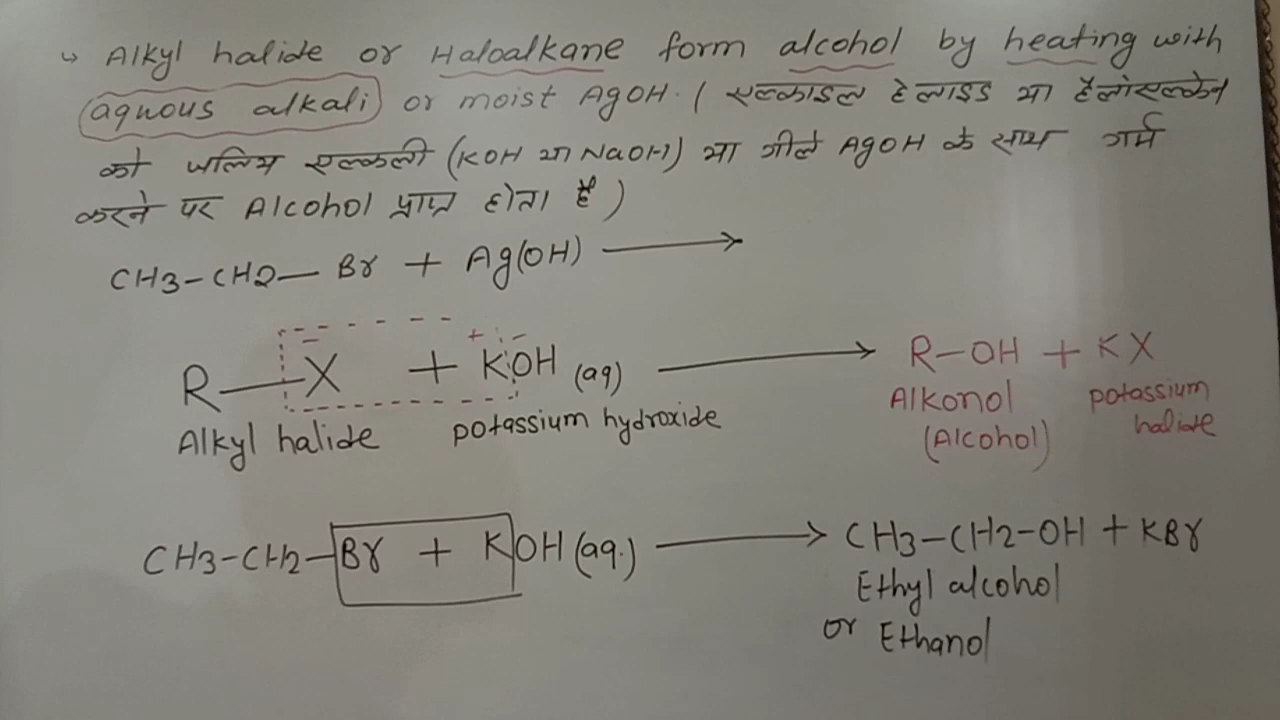 ↳ Alkyl halide or Haloalkane form alcohol by heating with
aquous alkali or moist AgOH. ( एल्काइल हेलाइड या हैलोएल्केन
को जलिय एल्कली (KOH या NaOH) या गीले AgOH के साथ गर्म
करने पर Alcohol प्राप्त होता है )
CH3-CH2-Br + Ag(OH) ⟶
R-X + KOH (aq) ⟶ R-OH + KX
Alkyl halide potassium hydroxide Alkonol potassium
(Alcohol) halide
CH3-CH2-Br + KOH (aq.) ⟶ CH3-CH2-OH + KBr
Ethyl alcohol
or Ethanol